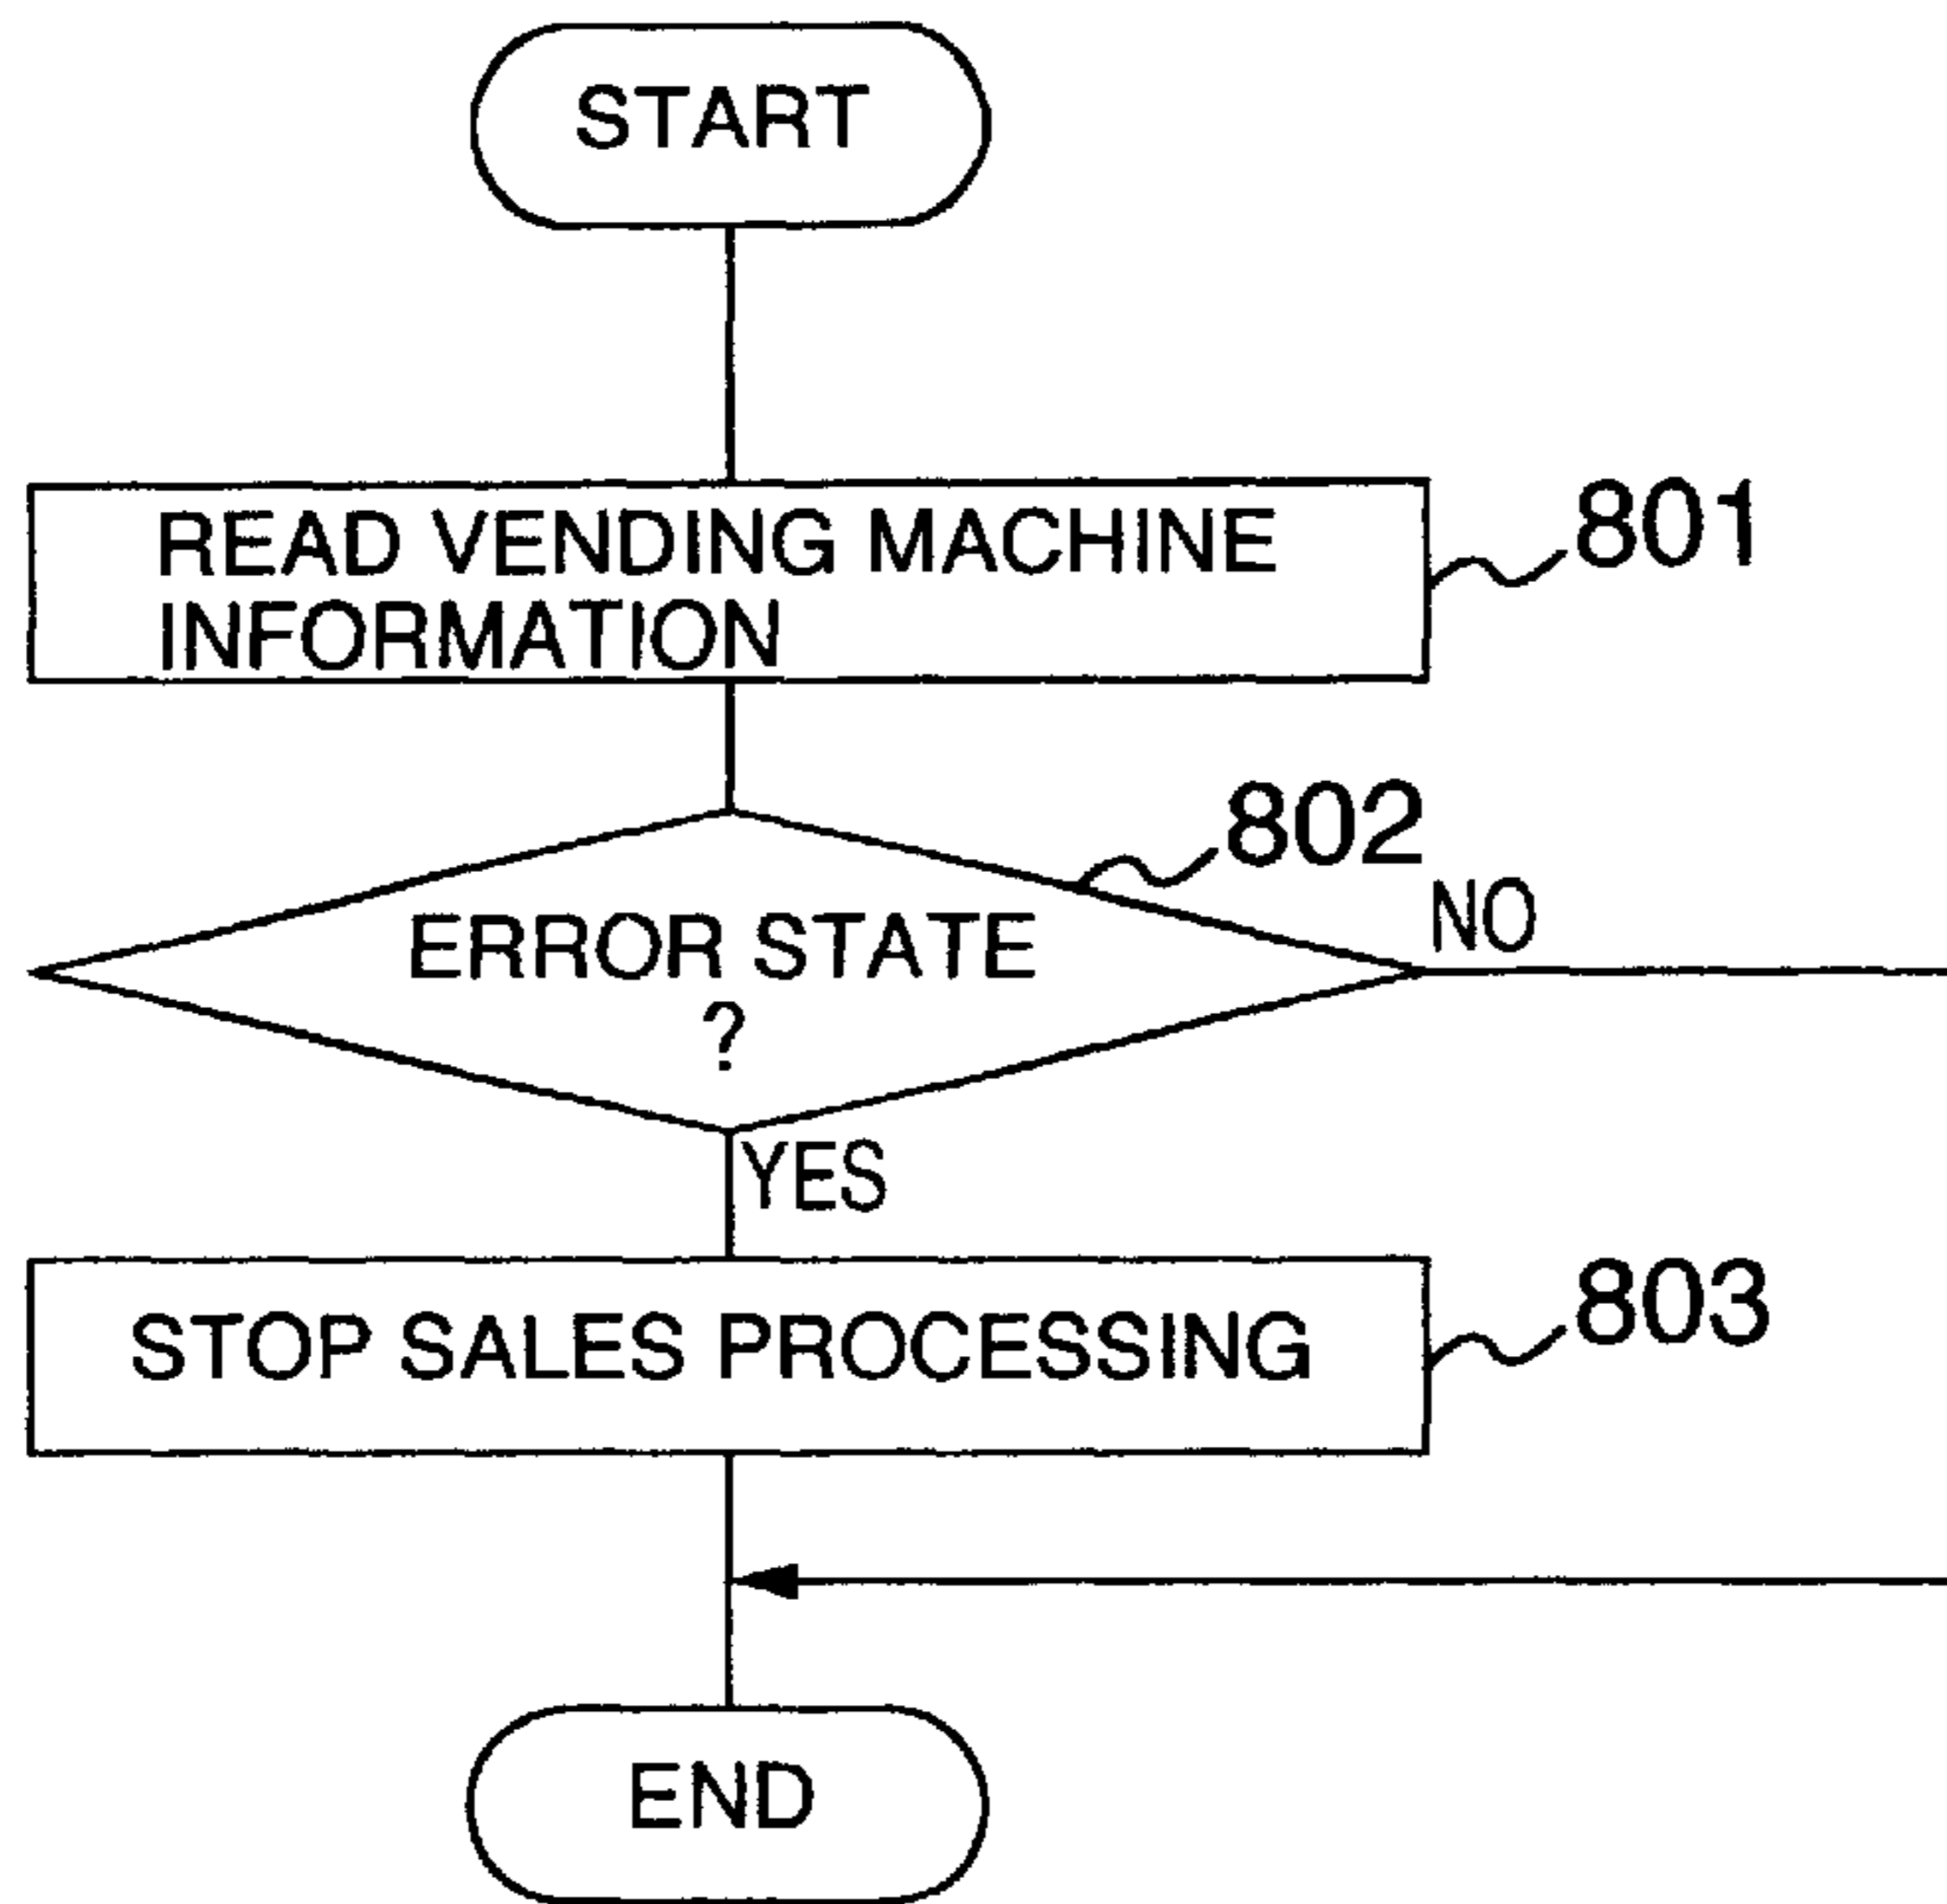 START
READ VENDING MACHINE
INFORMATION
801
802
NO
ERROR STATE
?
YES
STOP SALES PROCESSING
803
END